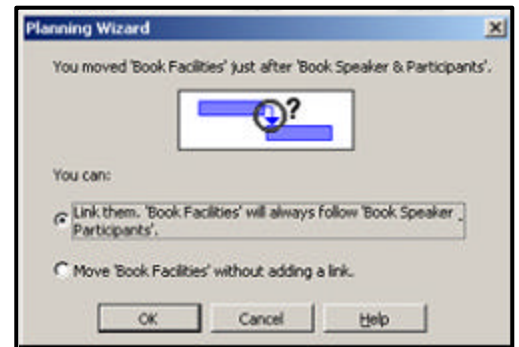 Planning Wizard
You moved 'Book Facilities' just after 'Book Speaker & Participants'.
?
You can:
Link them. 'Book Facilities' will always follow 'Book Speaker _
Participants'.
Move 'Book Facilities' without adding a link.
OK Cancel Help